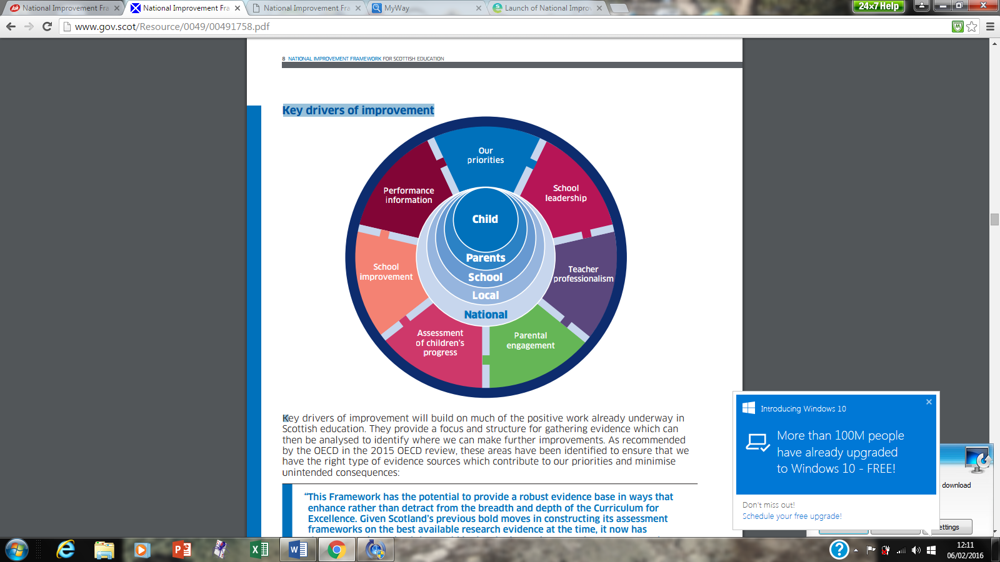 National Improvement Fra
National Improvement Fra
National Improvement Fra
MyWay
Launch of National Improv
24×7 Help
www.gov.scot/Resource/0049/00491758.pdf
8 NATIONAL IMPROVEMENT FRAMEWORK FOR SCOTTISH EDUCATION
Key drivers of improvement
Our
priorities
School
leadership
Performance
information
Child
Parents
School
Local
National
School
improvement
Teacher
professionalism
Assessment
of children's
progress
Parental
engagement
Key drivers of improvement will build on much of the positive work already underway in
Scottish education. They provide a focus and structure for gathering evidence which can
then be analysed to identify where we can make further improvements. As recommended
by the OECD in the 2015 OECD review, these areas have been identified to ensure that we
have the right type of evidence sources which contribute to our priorities and minimise
unintended consequences:
“This Framework has the potential to provide a robust evidence base in ways that
enhance rather than detract from the breadth and depth of the Curriculum for
Excellence. Given Scotland's previous bold moves in constructing its assessment
frameworks on the best available research evidence at the time, it now has
Introducing Windows 10
More than 100M people
have already upgraded
to Windows 10 - FREE!
Don't miss out!
Schedule your free upgrade!
download
ettings
12:11
06/02/2016